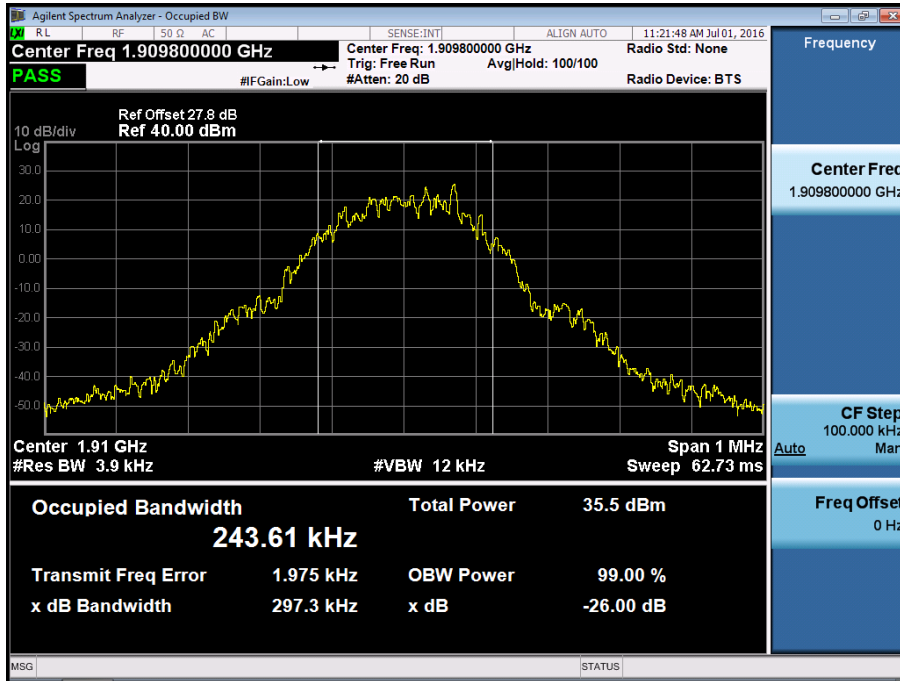 Agilent Spectrum Analyzer - Occupied BW
LXI RL RF 50 Ω AC SENSE:INT ALIGN AUTO 11:21:48 AM Jul 01, 2016
Center Freq 1.909800000 GHz
Center Freq: 1.909800000 GHz
Radio Std: None
Trig: Free Run Avg|Hold: 100/100
PASS
#IFGain:Low
#Atten: 20 dB
Radio Device: BTS
Ref Offset 27.8 dB
10 dB/div Ref 40.00 dBm
Log
30.0
20.0
10.0
0.00
-10.0
-20.0
-30.0
-40.0
-50.0
Center 1.91 GHz
Span 1 MHz
#Res BW 3.9 kHz
#VBW 12 kHz
Sweep 62.73 ms
Occupied Bandwidth
Total Power 35.5 dBm
243.61 kHz
Transmit Freq Error 1.975 kHz
OBW Power 99.00 %
x dB Bandwidth 297.3 kHz
x dB -26.00 dB
MSG
STATUS
Frequency
Center Freq
1.909800000 GHz
CF Step
100.000 kHz
Auto Man
Freq Offset
0 Hz